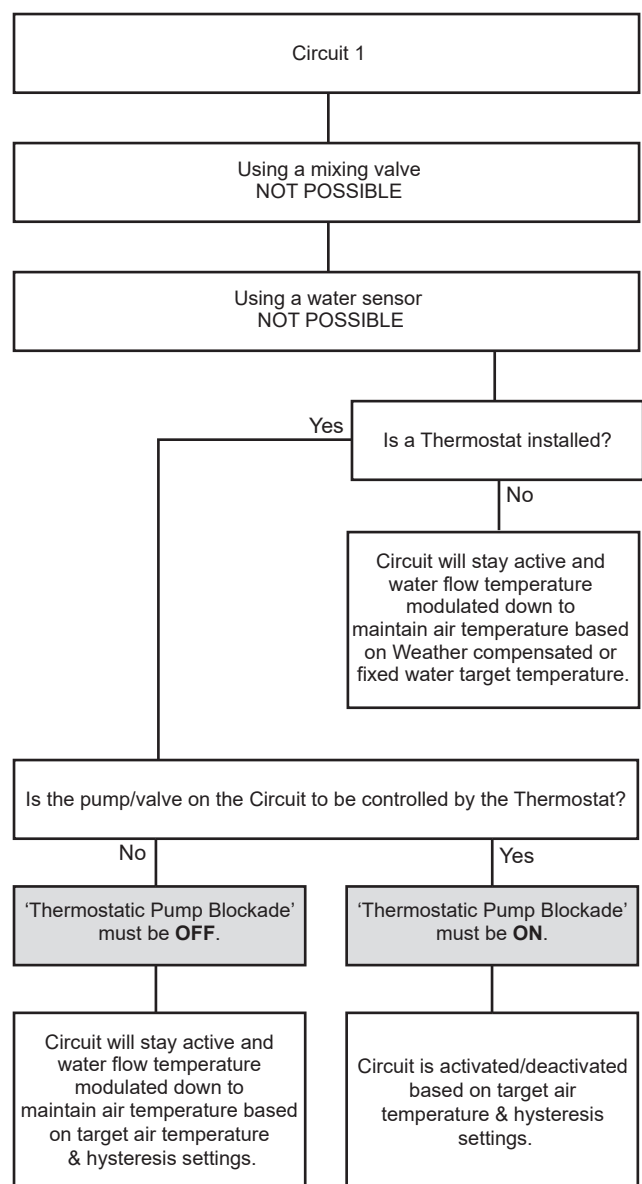 Circuit 1
Using a mixing valve
NOT POSSIBLE
Using a water sensor
NOT POSSIBLE
Yes
Is a Thermostat installed?
No
Circuit will stay active and
water flow temperature
modulated down to
maintain air temperature based
on Weather compensated or
fixed water target temperature.
Is the pump/valve on the Circuit to be controlled by the Thermostat?
No
Yes
‘Thermostatic Pump Blockade’
must be OFF.
‘Thermostatic Pump Blockade’
must be ON.
Circuit will stay active and
water flow temperature
modulated down to
maintain air temperature based
on target air temperature
& hysteresis settings.
Circuit is activated/deactivated
based on target air
temperature & hysteresis
settings.